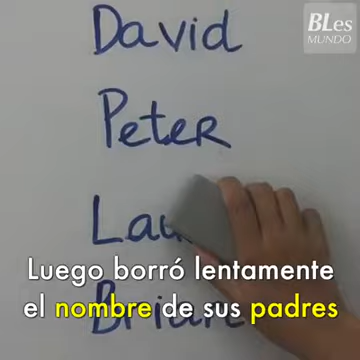 BLes
MUNDO
David
Peter
Luego borró lentamente
el nombre de sus padres